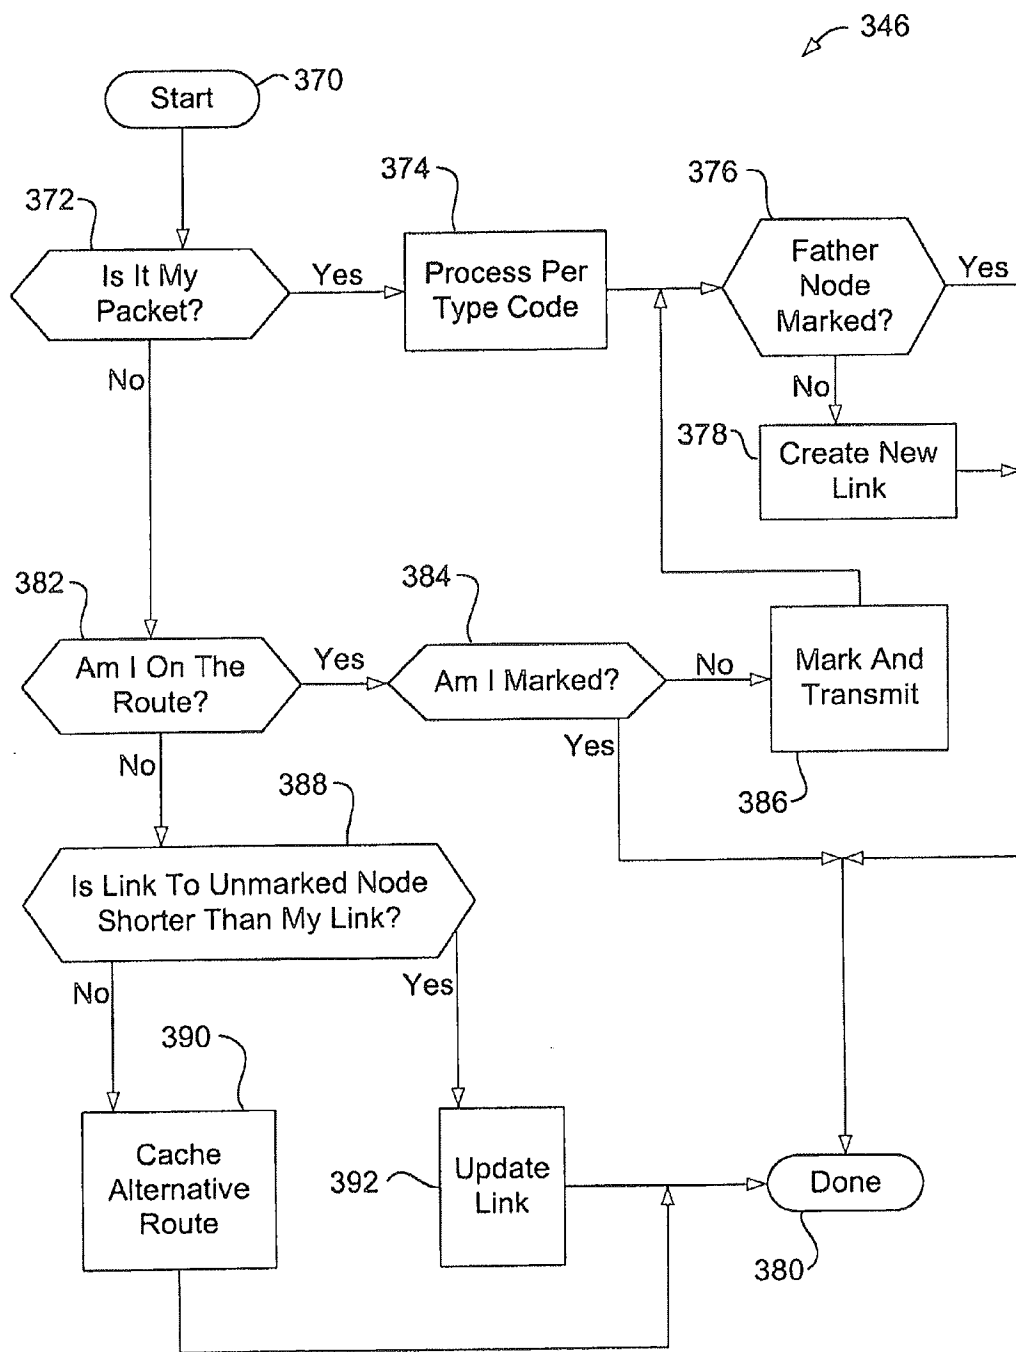 346
370
Start
374
376
372
Is It My
Packet?
Yes
Process Per
Type Code
Father
Node
Marked?
Yes
No
No
378
Create New
Link
382
384
Am I On The
Route?
Yes
Am I Marked?
No
Mark And
Transmit
Yes
No
386
388
Is Link To Unmarked Node
Shorter Than My Link?
No
Yes
390
Cache
Alternative
Route
392
Update
Link
Done
380